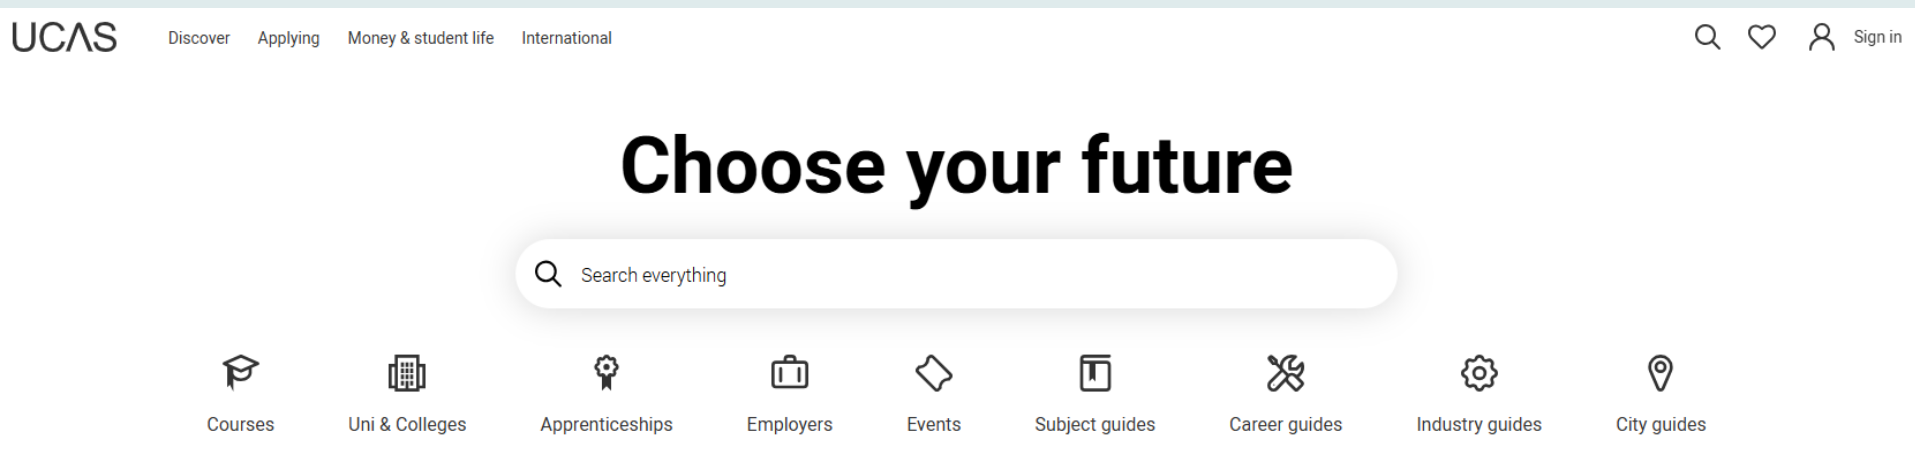 UCAS Discover Applying Money & student life International Sign in
Choose your future
Search everything
Courses Uni & Colleges Apprenticeships Employers Events Subject guides Career guides Industry guides City guides